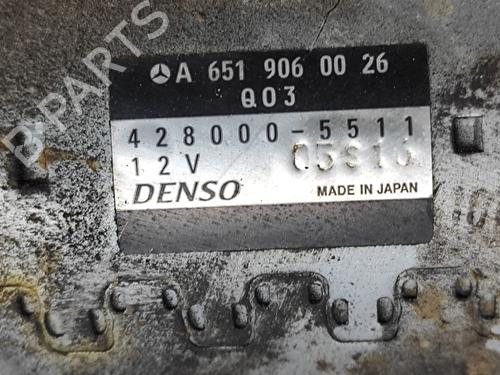 A 651 906 00 26
Q03
428000-5511
12V
DENSO MADE IN JAPAN
B-PARTS